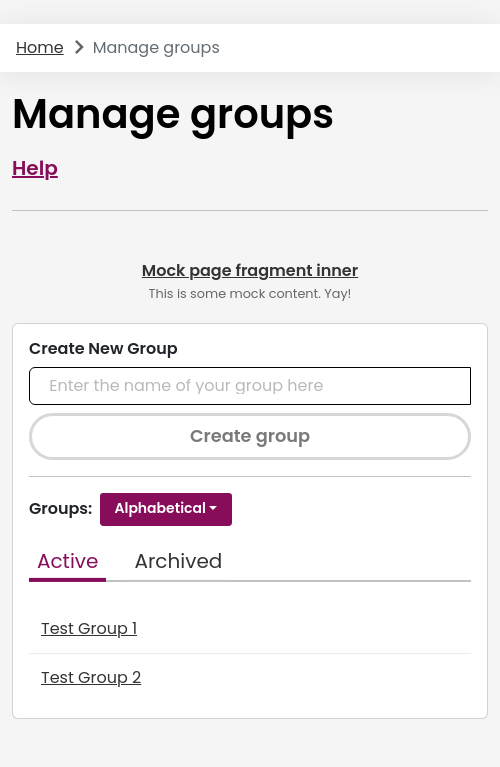 Home Manage groups
Manage groups
Help
Mock page fragment inner
This is some mock content. Yay!
Create New Group
Enter the name of your group here
Create group
Groups: Alphabetical
Active Archived
Test Group 1
Test Group 2